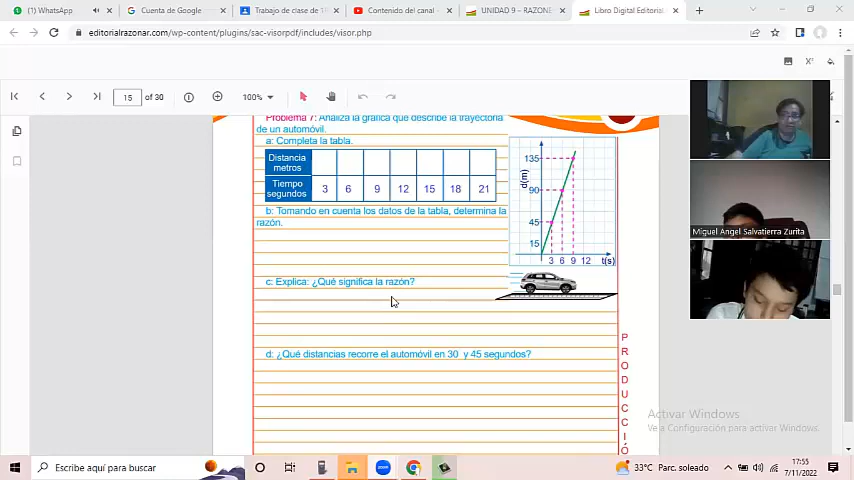 (1) WhatsApp
Cuenta de Google
Trabajo de clase de 1
Contenido del canal
UNIDAD 9 - RAZONE
Libro Digital Editorial
editorialrazonar.com/wp-content/plugins/sac-visorpdf/includes/visor.php
15 of 30
100%
Problema 7: Analiza la gráfica que describe la trayectoria
de un automóvil.
a: Completa la tabla.
Distancia
metros
Tiempo
segundos
3 6 9 12 15 18 21
b: Tomando en cuenta los datos de la tabla, determina la
razón.
d(m)
135
90
45
15
3 6 9 12 t(s)
c: Explica: ¿Qué significa la razón?
d: ¿Qué distancias recorre el automóvil en 30 y 45 segundos?
PRODUCCIÓ
Miguel Angel Salvatierra Zurita
Activar Windows
Ve a Configuración para activar Windows.
Escribe aquí para buscar
zoom
33°C Parc. soleado
17:55
7/11/2022